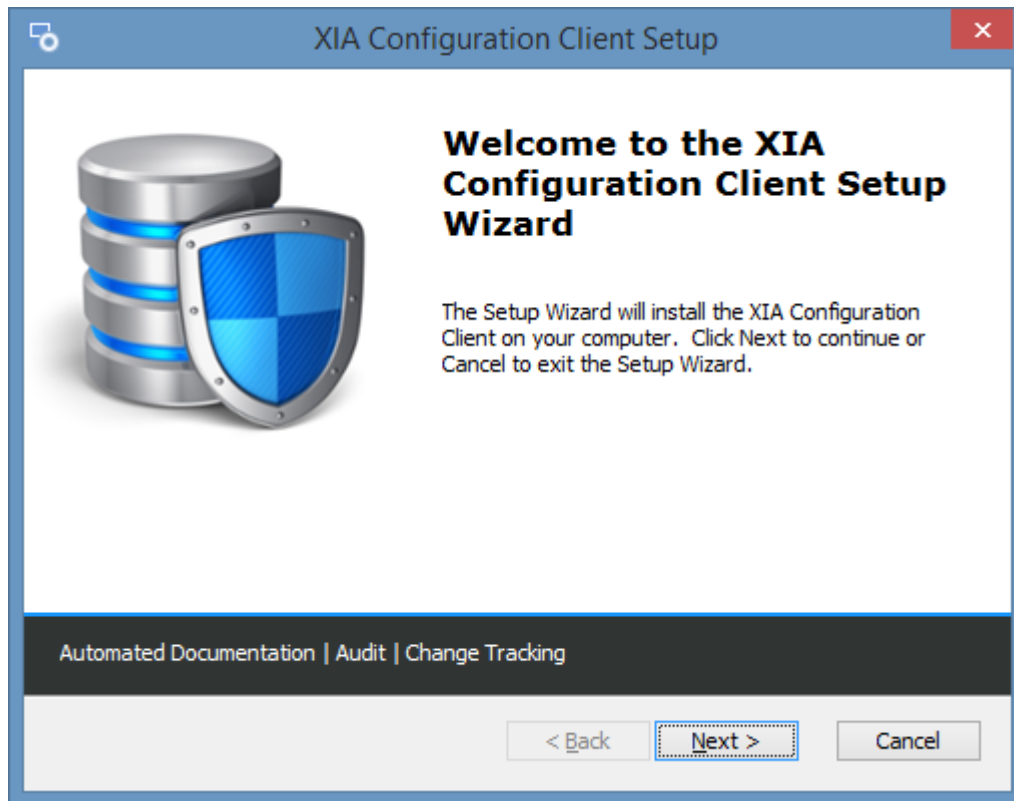 XIA Configuration Client Setup
Welcome to the XIA
Configuration Client Setup
Wizard
The Setup Wizard will install the XIA Configuration
Client on your computer.  Click Next to continue or
Cancel to exit the Setup Wizard.
Automated Documentation | Audit | Change Tracking
< Back Next > Cancel